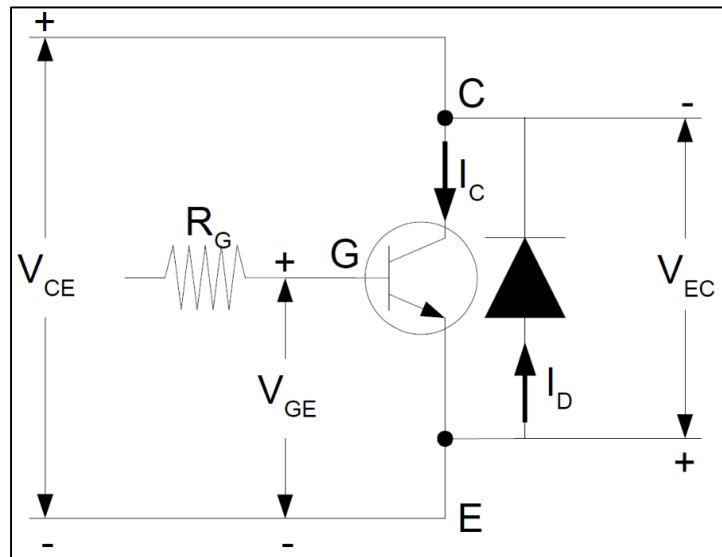 +
C
-
I_C
R_G
+
G
V_CE
V_EC
V_GE
I_D
+
E
-
-